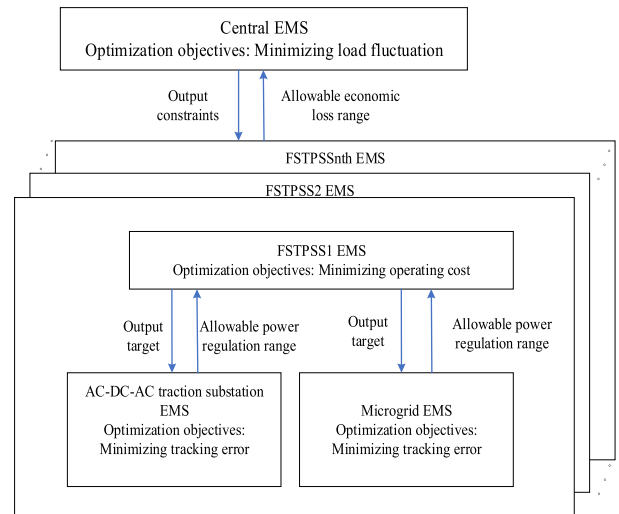 Central EMS
Optimization objectives: Minimizing load fluctuation
Output
constraints
Allowable economic
loss range
FSTPSSnth EMS
FSTPSS2 EMS
FSTPSS1 EMS
Optimization objectives: Minimizing operating cost
Output
target
Allowable power
regulation range
Output
target
Allowable power
regulation range
AC-DC-AC traction substation
EMS
Optimization objectives:
Minimizing tracking error
Microgrid EMS
Optimization objectives:
Minimizing tracking error